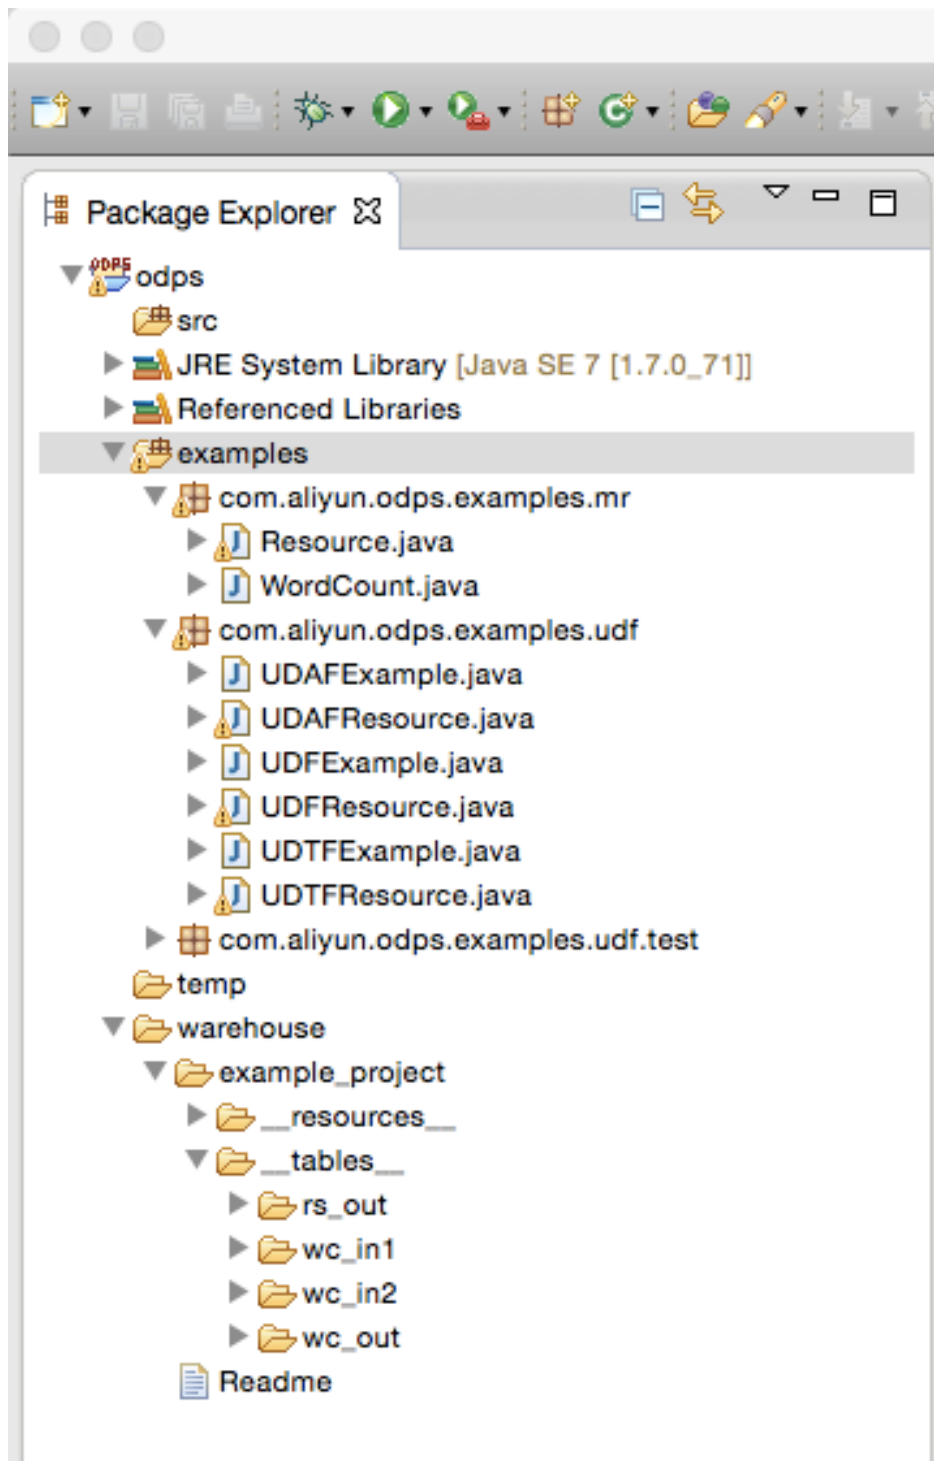 Package Explorer
ODPS
odps
src
JRE System Library [Java SE 7 [1.7.0_71]]
Referenced Libraries
examples
com.aliyun.odps.examples.mr
Resource.java
WordCount.java
com.aliyun.odps.examples.udf
UDAFExample.java
UDAFResource.java
UDFExample.java
UDFResource.java
UDTFExample.java
UDTFResource.java
com.aliyun.odps.examples.udf.test
temp
warehouse
example_project
__resources__
__tables__
rs_out
wc_in1
wc_in2
wc_out
Readme